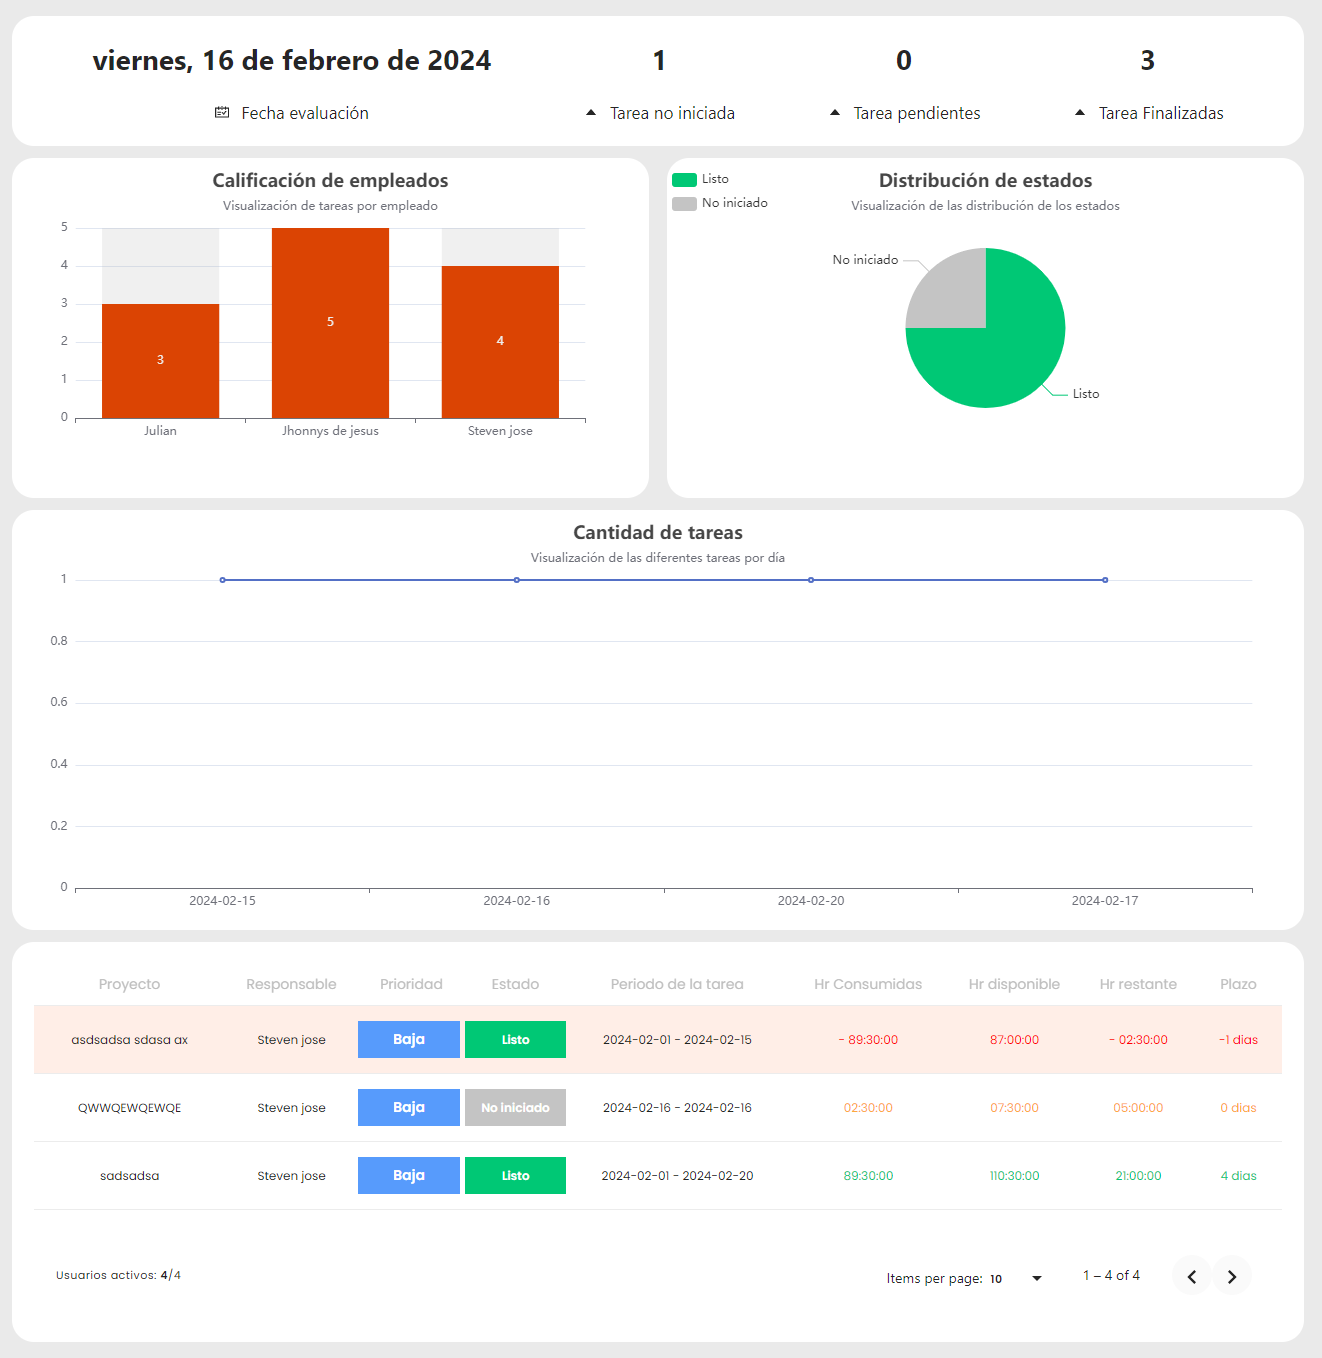 viernes, 16 de febrero de 2024
Fecha evaluación
1
Tarea no iniciada
0
Tarea pendientes
3
Tarea Finalizadas
Calificación de empleados
Visualización de tareas por empleado
5
4
3
2
1
0
3
5
4
Julian
Jhonnys de jesus
Steven jose
Listo
No iniciado
Distribución de estados
Visualización de las distribución de los estados
No iniciado
Listo
Cantidad de tareas
Visualización de las diferentes tareas por día
1
0.8
0.6
0.4
0.2
0
2024-02-15
2024-02-16
2024-02-20
2024-02-17
Proyecto Responsable Prioridad Estado Periodo de la tarea Hr Consumidas Hr disponible Hr restante Plazo
asdsadsa sdasa ax Steven jose Baja Listo 2024-02-01 - 2024-02-15 - 89:30:00 87:00:00 - 02:30:00 -1 dias
QWWQEWQEWQE Steven jose Baja No iniciado 2024-02-16 - 2024-02-16 02:30:00 07:30:00 05:00:00 0 dias
sadsadsa Steven jose Baja Listo 2024-02-01 - 2024-02-20 89:30:00 110:30:00 21:00:00 4 dias
Usuarios activos: 4/4
Items per page: 10
1 – 4 of 4